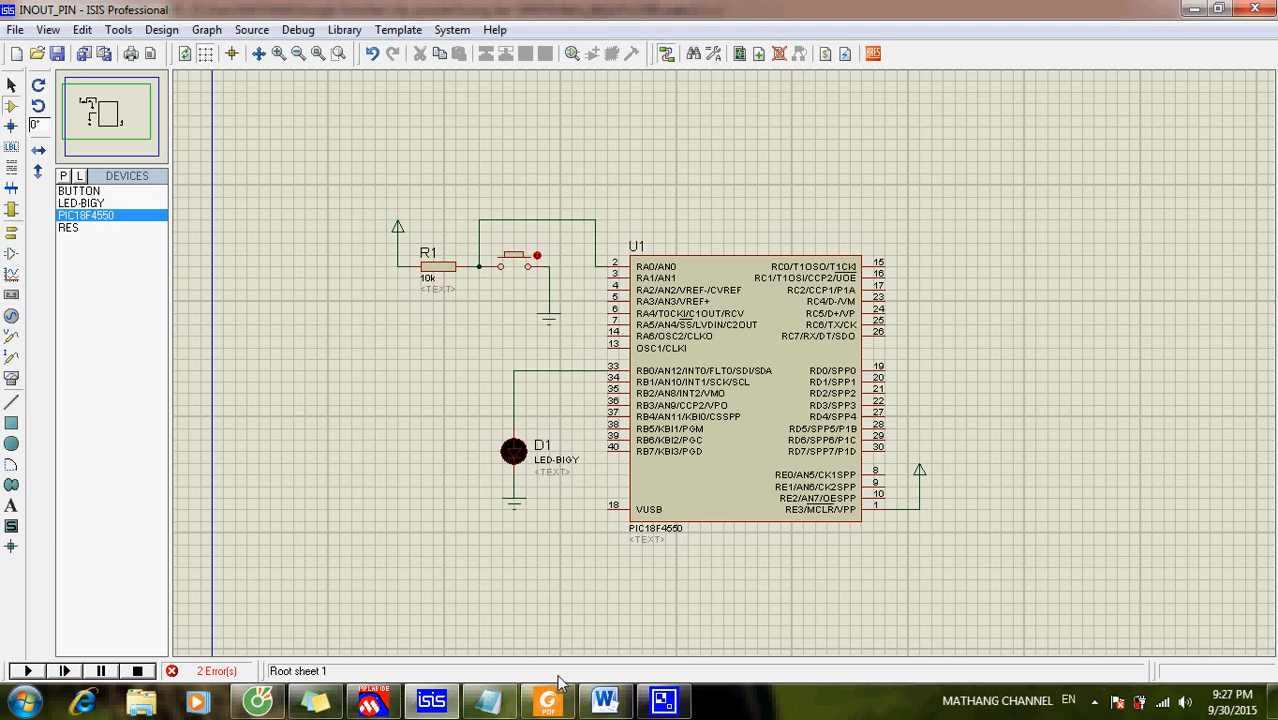 INOUT_PIN - ISIS Professional
File View Edit Tools Design Graph Source Debug Library Template System Help
ARES
0°
LBL
P L DEVICES
BUTTON
LED-BIGY
PIC18F4550
RES
A
S
R1
10k
<TEXT>
U1
2 RA0/AN0 RC0/T1OSO/T1CKI 15
3 RA1/AN1 RC1/T1OSI/CCP2/UOE 16
4 RA2/AN2/VREF-/CVREF RC2/CCP1/P1A 17
5 RA3/AN3/VREF+ RC4/D-/VM 23
6 RA4/T0CKI/C1OUT/RCV RC5/D+/VP 24
7 RA5/AN4/SS/LVDIN/C2OUT RC6/TX/CK 25
14 RA6/OSC2/CLKO RC7/RX/DT/SDO 26
13 OSC1/CLKI
33 RB0/AN12/INT0/FLT0/SDI/SDA RD0/SPP0 19
34 RB1/AN10/INT1/SCK/SCL RD1/SPP1 20
35 RB2/AN8/INT2/VMO RD2/SPP2 21
36 RB3/AN9/CCP2/VPO RD3/SPP3 22
37 RB4/AN11/KBI0/CSSPP RD4/SPP4 27
38 RB5/KBI1/PGM RD5/SPP5/P1B 28
39 RB6/KBI2/PGC RD6/SPP6/P1C 29
40 RB7/KBI3/PGD RD7/SPP7/P1D 30
RE0/AN5/CK1SPP 8
RE1/AN6/CK2SPP 9
RE2/AN7/OESPP 10
18 VUSB RE3/MCLR/VPP 1
PIC18F4550
<TEXT>
D1
LED-BIGY
<TEXT>
2 Error(s) Root sheet 1
MPLAB IDE
isis
G
PDF
W
MATHANG CHANNEL EN
9:27 PM
9/30/2015